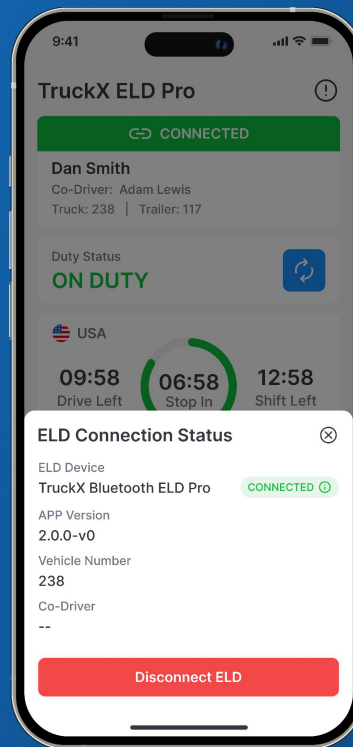 9:41
TruckX ELD Pro
CONNECTED
Dan Smith
Co-Driver: Adam Lewis
Truck: 238 | Trailer: 117
Duty Status
ON DUTY
USA
09:58 06:58 12:58
Drive Left Stop In Shift Left
ELD Connection Status
ELD Device
TruckX Bluetooth ELD Pro CONNECTED
APP Version
2.0.0-v0
Vehicle Number
238
Co-Driver
--
Disconnect ELD